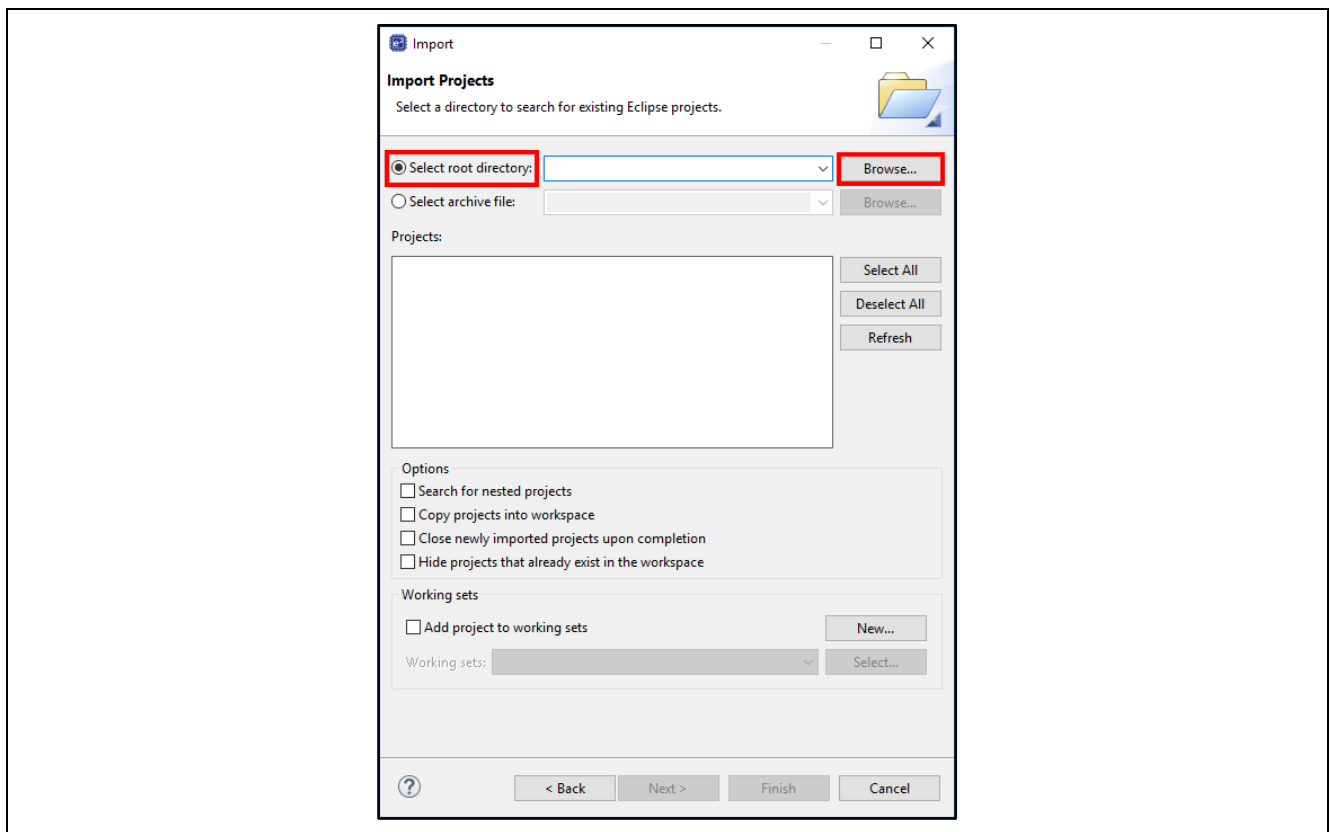 Import
Import Projects
Select a directory to search for existing Eclipse projects.
Select root directory: Browse...
Select archive file: Browse...
Projects:
Select All
Deselect All
Refresh
Options
Search for nested projects
Copy projects into workspace
Close newly imported projects upon completion
Hide projects that already exist in the workspace
Working sets
Add project to working sets New...
Working sets: Select...
? < Back Next > Finish Cancel